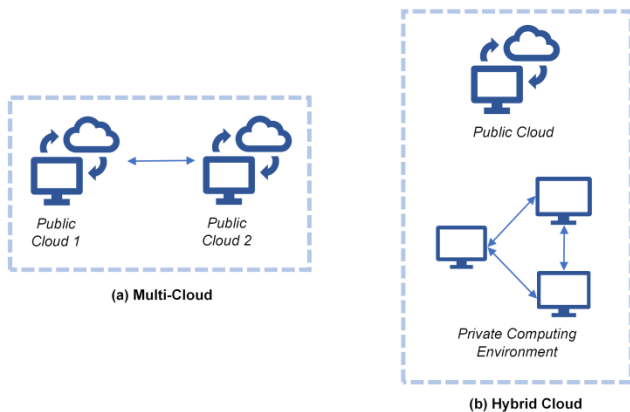 Public
Cloud 1
Public
Cloud 2
(a) Multi-Cloud
Public Cloud
Private Computing
Environment
(b) Hybrid Cloud